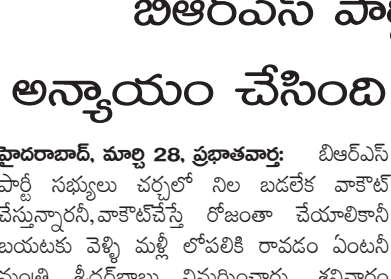 బిఆర్ఎస్
అన్యాయం చేసింది
హైదరాబాద్, మార్చి 28, ప్రభాతవార్త: బిఆర్ఎస్
పార్టీ సభ్యులు చర్చలో నిల బడలేక వాకౌట్
చేస్తున్నారనీ, వాకౌట్‌చేస్తే రోజంతా చేయాలికానీ
బయటకు వెళ్ళి మళ్లీ లోపలికి రావడం ఏంటనీ